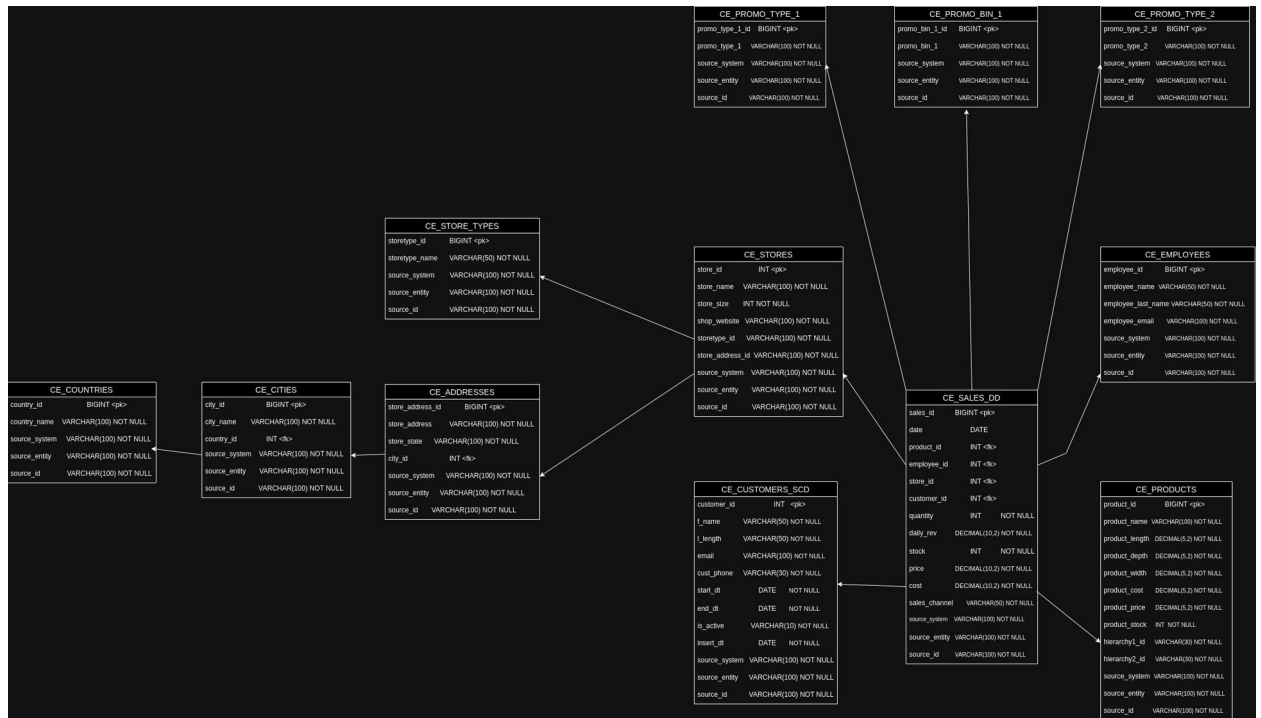 CE_PROMO_TYPE_1
promo_type_1_id BIGINT <pk>
promo_type_1 VARCHAR(100) NOT NULL
source_system VARCHAR(100) NOT NULL
source_entity VARCHAR(100) NOT NULL
source_id VARCHAR(100) NOT NULL
CE_PROMO_BIN_1
promo_bin_1_id BIGINT <pk>
promo_bin_1 VARCHAR(100) NOT NULL
source_system VARCHAR(100) NOT NULL
source_entity VARCHAR(100) NOT NULL
source_id VARCHAR(100) NOT NULL
CE_PROMO_TYPE_2
promo_type_2_id BIGINT <pk>
promo_type_2 VARCHAR(100) NOT NULL
source_system VARCHAR(100) NOT NULL
source_entity VARCHAR(100) NOT NULL
source_id VARCHAR(100) NOT NULL
CE_STORE_TYPES
storetype_id BIGINT <pk>
storetype_name VARCHAR(50) NOT NULL
source_system VARCHAR(100) NOT NULL
source_entity VARCHAR(100) NOT NULL
source_id VARCHAR(100) NOT NULL
CE_STORES
store_id INT <pk>
store_name VARCHAR(100) NOT NULL
store_size INT NOT NULL
shop_website VARCHAR(100) NOT NULL
storetype_id VARCHAR(100) NOT NULL
store_address_id VARCHAR(100) NOT NULL
source_system VARCHAR(100) NOT NULL
source_entity VARCHAR(100) NOT NULL
source_id VARCHAR(100) NOT NULL
CE_EMPLOYEES
employee_id BIGINT <pk>
employee_name VARCHAR(50) NOT NULL
employee_last_name VARCHAR(50) NOT NULL
employee_email VARCHAR(100) NOT NULL
source_system VARCHAR(100) NOT NULL
source_entity VARCHAR(100) NOT NULL
source_id VARCHAR(100) NOT NULL
CE_COUNTRIES
country_id BIGINT <pk>
country_name VARCHAR(100) NOT NULL
source_system VARCHAR(100) NOT NULL
source_entity VARCHAR(100) NOT NULL
source_id VARCHAR(100) NOT NULL
CE_CITIES
city_id BIGINT <pk>
city_name VARCHAR(100) NOT NULL
country_id INT <fk>
source_system VARCHAR(100) NOT NULL
source_entity VARCHAR(100) NOT NULL
source_id VARCHAR(100) NOT NULL
CE_ADDRESSES
store_address_id BIGINT <pk>
store_address VARCHAR(100) NOT NULL
store_state VARCHAR(100) NOT NULL
city_id INT <fk>
source_system VARCHAR(100) NOT NULL
source_entity VARCHAR(100) NOT NULL
source_id VARCHAR(100) NOT NULL
CE_SALES_DD
sales_id BIGINT <pk>
date DATE
product_id INT <fk>
employee_id INT <fk>
store_id INT <fk>
customer_id INT <fk>
quantity INT NOT NULL
daily_rev DECIMAL(10,2) NOT NULL
stock INT NOT NULL
price DECIMAL(10,2) NOT NULL
cost DECIMAL(10,2) NOT NULL
sales_channel VARCHAR(50) NOT NULL
source_system VARCHAR(100) NOT NULL
source_entity VARCHAR(100) NOT NULL
source_id VARCHAR(100) NOT NULL
CE_CUSTOMERS_SCD
customer_id INT <pk>
f_name VARCHAR(50) NOT NULL
l_length VARCHAR(50) NOT NULL
email VARCHAR(100) NOT NULL
cust_phone VARCHAR(30) NOT NULL
start_dt DATE NOT NULL
end_dt DATE NOT NULL
is_active VARCHAR(10) NOT NULL
insert_dt DATE NOT NULL
source_system VARCHAR(100) NOT NULL
source_entity VARCHAR(100) NOT NULL
source_id VARCHAR(100) NOT NULL
CE_PRODUCTS
product_id BIGINT <pk>
product_name VARCHAR(100) NOT NULL
product_length DECIMAL(5,2) NOT NULL
product_depth DECIMAL(5,2) NOT NULL
product_width DECIMAL(5,2) NOT NULL
product_cost DECIMAL(5,2) NOT NULL
product_price DECIMAL(5,2) NOT NULL
product_stock INT NOT NULL
hierarchy1_id VARCHAR(30) NOT NULL
hierarchy2_id VARCHAR(30) NOT NULL
source_system VARCHAR(100) NOT NULL
source_entity VARCHAR(100) NOT NULL
source_id VARCHAR(100) NOT NULL